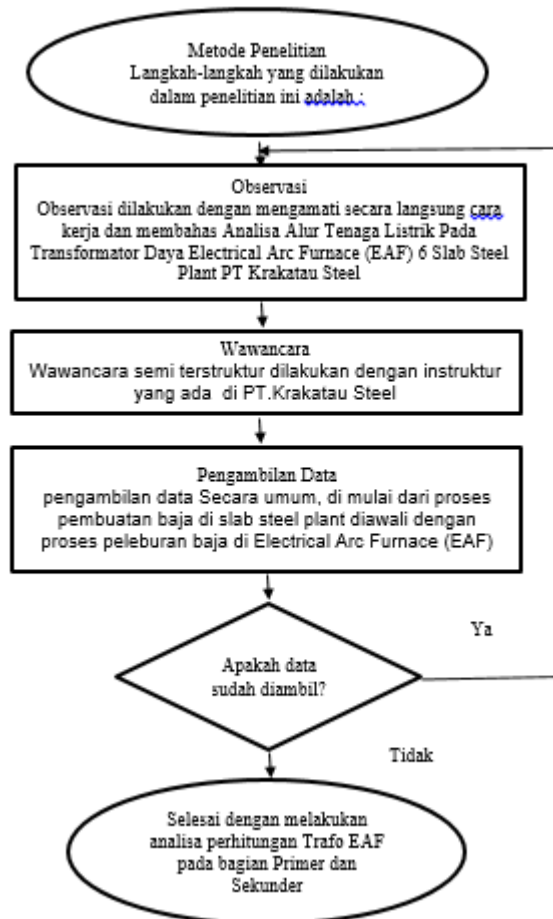 Metode Penelitian
Langkah-langkah yang dilakukan
dalam penelitian ini adalah :
Observasi
Observasi dilakukan dengan mengamati secara langsung cara
kerja dan membahas Analisa Alur Tenaga Listrik Pada
Transformator Daya Electrical Arc Furnace (EAF) 6 Slab Steel
Plant PT Krakatau Steel
Wawancara
Wawancara semi terstruktur dilakukan dengan instruktur
yang ada di PT.Krakatau Steel
Pengambilan Data
pengambilan data Secara umum, di mulai dari proses
pembuatan baja di slab steel plant diawali dengan
proses peleburan baja di Electrical Arc Furnace (EAF)
Ya
Apakah data
sudah diambil?
Tidak
Selesai dengan melakukan
analisa perhitungan Trafo EAF
pada bagian Primer dan
Sekunder